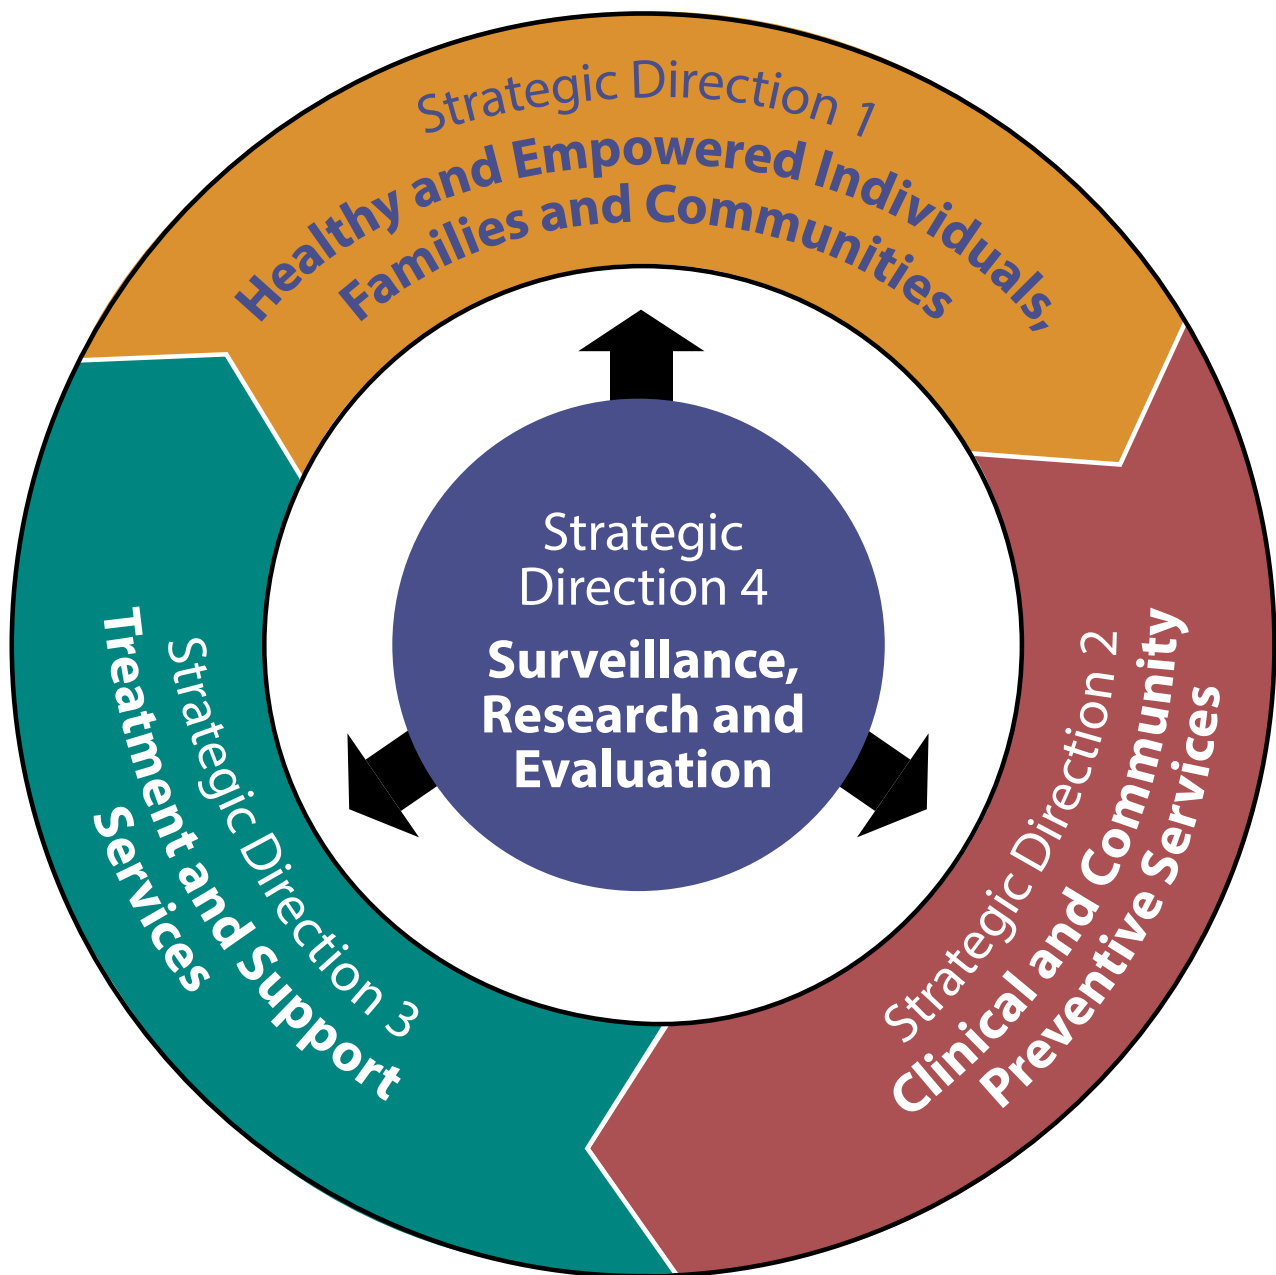 Strategic Direction 1
Healthy and Empowered Individuals,
Families and Communities
Strategic Direction 2
Clinical and Community
Preventive Services
Strategic Direction 3
Treatment and Support
Services
Strategic
Direction 4
Surveillance,
Research and
Evaluation